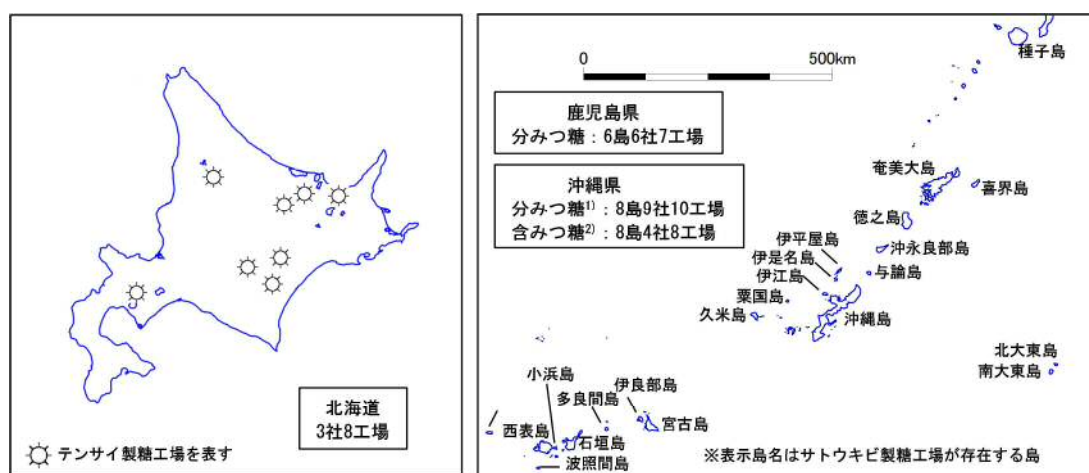 北海道
3社8工場
テンサイ製糖工場を表す
0 500km
種子島
鹿児島県
分みつ糖：6島6社7工場
沖縄県
分みつ糖1)：8島9社10工場
含みつ糖2)：8島4社8工場
奄美大島
喜界島
徳之島
沖永良部島
伊平屋島
伊是名島
与論島
伊江島
粟国島
久米島
沖縄島
北大東島
南大東島
小浜島
伊良部島
多良間島
西表島
石垣島
宮古島
波照間島
※表示島名はサトウキビ製糖工場が存在する島